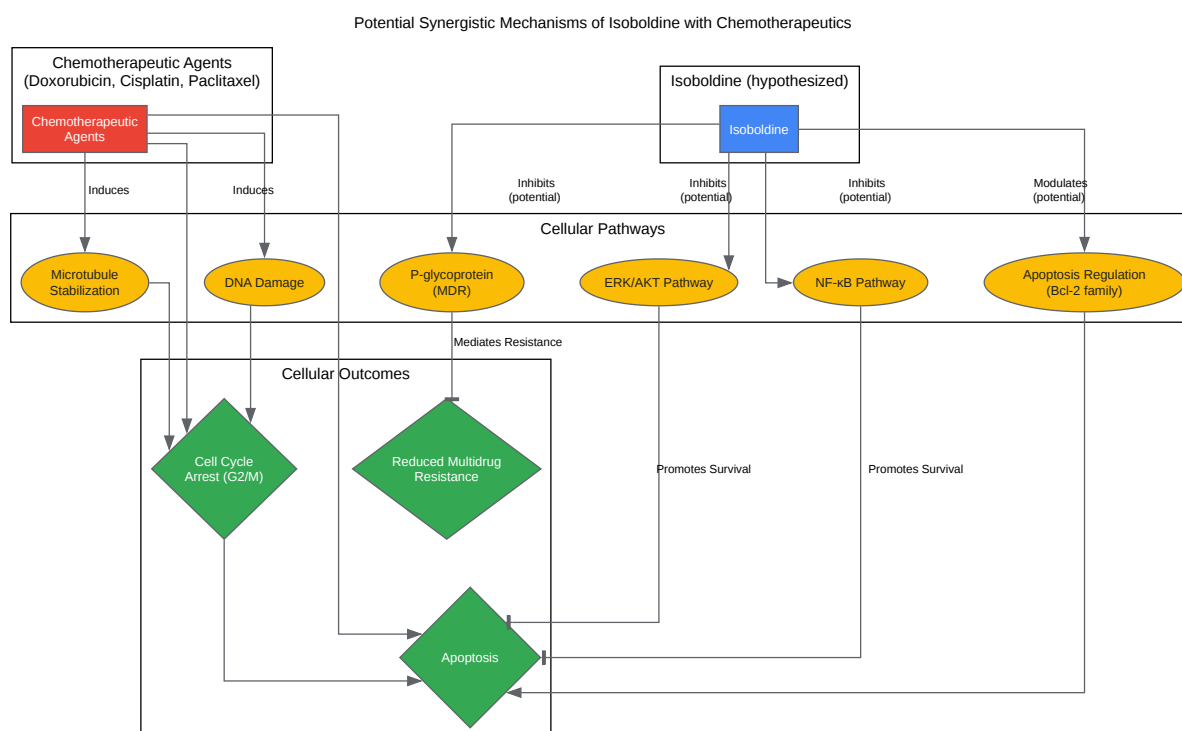 Potential Synergistic Mechanisms of Isoboldine with Chemotherapeutics
Chemotherapeutic Agents
(Doxorubicin, Cisplatin, Paclitaxel)
Isoboldine (hypothesized)
Chemotherapeutic
Agents
Isoboldine
Induces
Induces
Inhibits
(potential)
Inhibits
(potential)
Inhibits
(potential)
Modulates
(potential)
Cellular Pathways
Microtubule
Stabilization
DNA Damage
P-glycoprotein
(MDR)
ERK/AKT Pathway
NF-κB Pathway
Apoptosis Regulation
(Bcl-2 family)
Mediates Resistance
Cellular Outcomes
Cell Cycle
Arrest (G2/M)
Reduced Multidrug
Resistance
Promotes Survival
Promotes Survival
Apoptosis